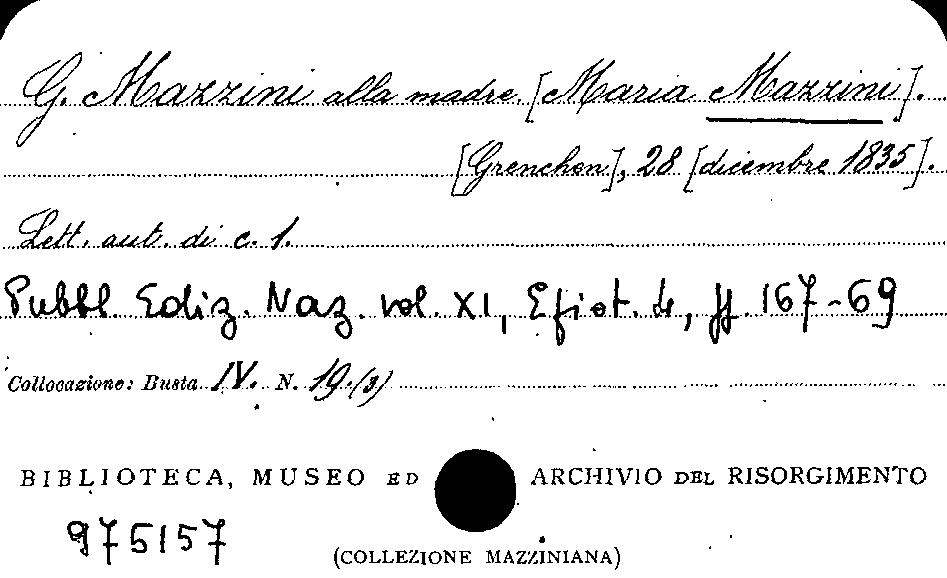 G. Mazzini alla madre [Maria Mazzini].
[Grenchen], 28 [dicembre 1835].
Lett. aut. di c. 1.
Pubbl. Ediz. Naz. vol. XI, Epist. 4, pp. 167-69
Collocazione: Busta IV. N. 19.(3)
BIBLIOTECA, MUSEO ED ARCHIVIO DEL RISORGIMENTO
975157
(COLLEZIONE MAZZINIANA)